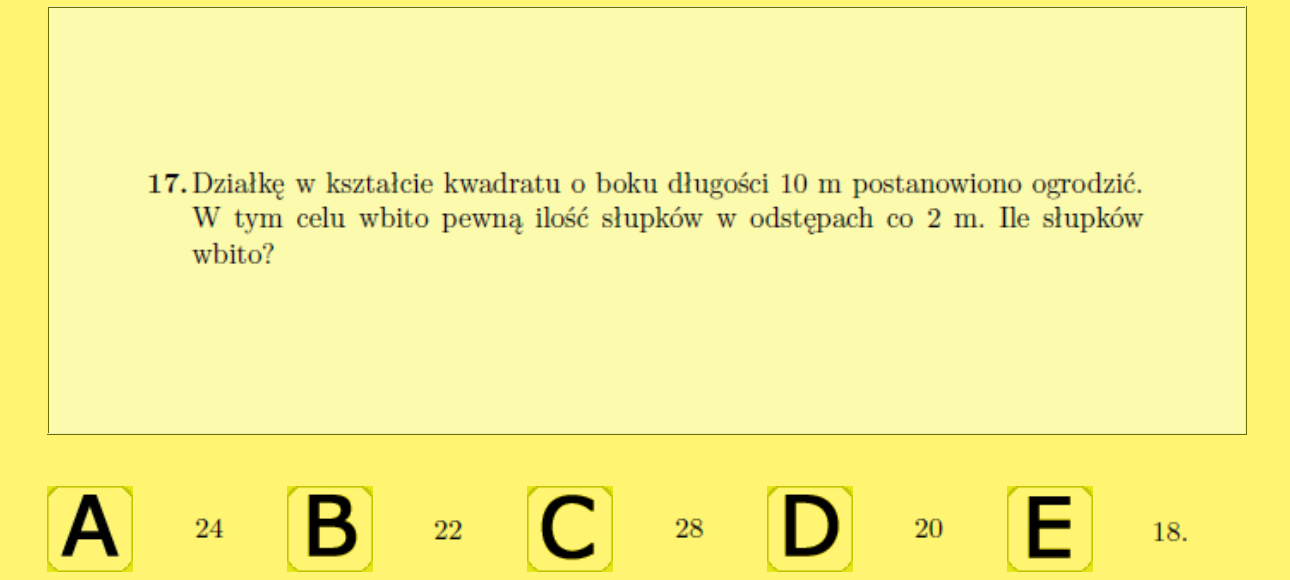 17. Działkę w kształcie kwadratu o boku długości 10 m postanowiono ogrodzić.
W tym celu wbito pewną ilość słupków w odstępach co 2 m. Ile słupków
wbito?
A 24 B 22 C 28 D 20 E 18.